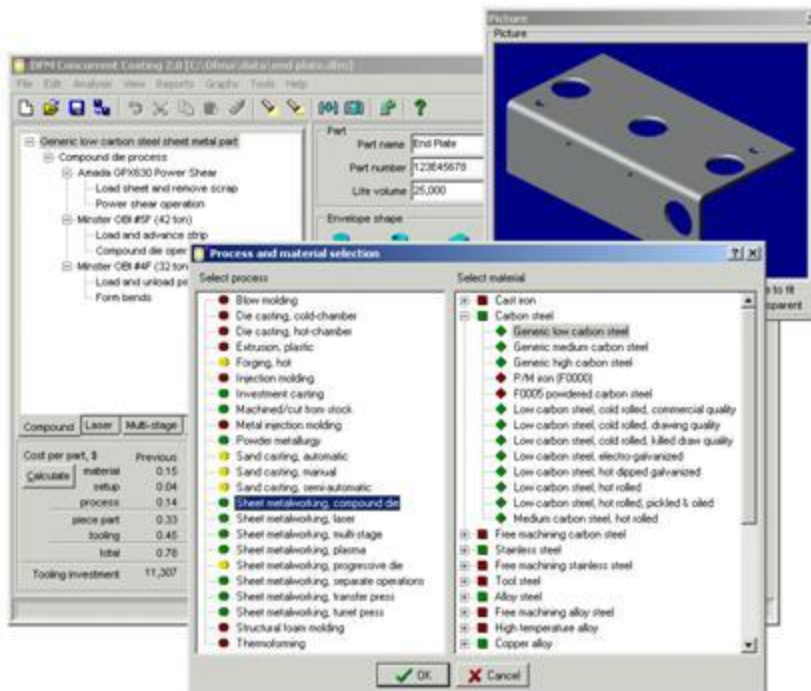 Picture
Picture
DFM Concurrent Costing 2.0 [C:\Dfma\data\end plate.dfm]
File Edit Analysis View Reports Graphs Tools Help
Generic low carbon steel sheet metal part
Compound die process
Amada GPX630 Power Shear
Load sheet and remove scrap
Power shear operation
Minster OBI #5F (42 ton)
Load and advance strip
Compound die oper
Minster OBI #4F (32 ton
Load and unload pa
Form bends
Part
Part name End Plate
Part number 123E45678
Life volume 25,000
Envelope shape
to fit
sparent
Compound Laser Multi-stage
Cost per part, $ Previous
Calculate
material 0.15
setup 0.04
process 0.14
piece part 0.33
tooling 0.45
total 0.78
Tooling investment 11,307
Process and material selection
Select process
Blow molding
Die casting, cold-chamber
Die casting, hot-chamber
Extrusion, plastic
Forging, hot
Injection molding
Investment casting
Machined/cut from stock
Metal injection molding
Powder metallurgy
Sand casting, automatic
Sand casting, manual
Sand casting, semi-automatic
Sheet metalworking, compound die
Sheet metalworking, laser
Sheet metalworking, multi-stage
Sheet metalworking, plasma
Sheet metalworking, progressive die
Sheet metalworking, separate operations
Sheet metalworking, transfer press
Sheet metalworking, turret press
Structural foam molding
Thermoforming
Select material
Cast iron
Carbon steel
Generic low carbon steel
Generic medium carbon steel
Generic high carbon steel
P/M iron (F0000)
F0005 powdered carbon steel
Low carbon steel, cold rolled, commercial quality
Low carbon steel, cold rolled, drawing quality
Low carbon steel, cold rolled, killed draw quality
Low carbon steel, electro-galvanized
Low carbon steel, hot dipped galvanized
Low carbon steel, hot rolled
Low carbon steel, hot rolled, pickled & oiled
Medium carbon steel, hot rolled
Free machining carbon steel
Stainless steel
Free machining stainless steel
Tool steel
Alloy steel
Free machining alloy steel
High temperature alloy
Copper alloy
OK Cancel